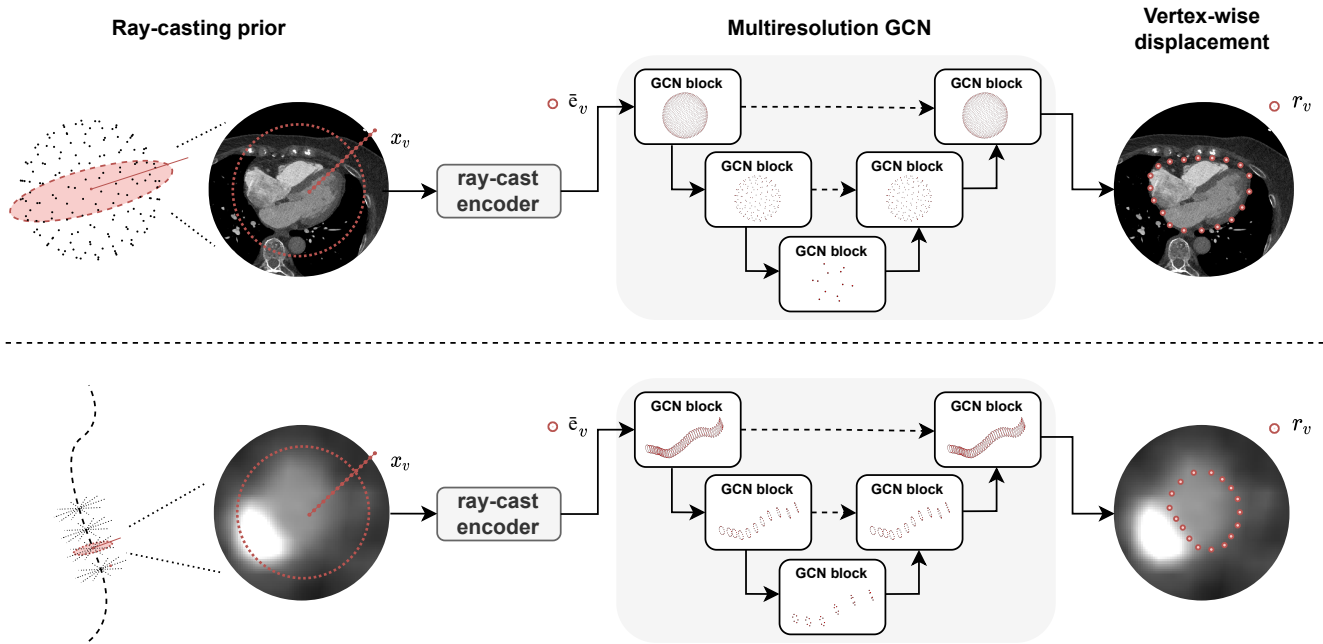 Ray-casting prior
Multiresolution GCN
Vertex-wise
displacement
x_v
ray-cast
encoder
ē_v
GCN block
GCN block
GCN block
GCN block
GCN block
r_v
x_v
ray-cast
encoder
ē_v
GCN block
GCN block
GCN block
GCN block
GCN block
r_v